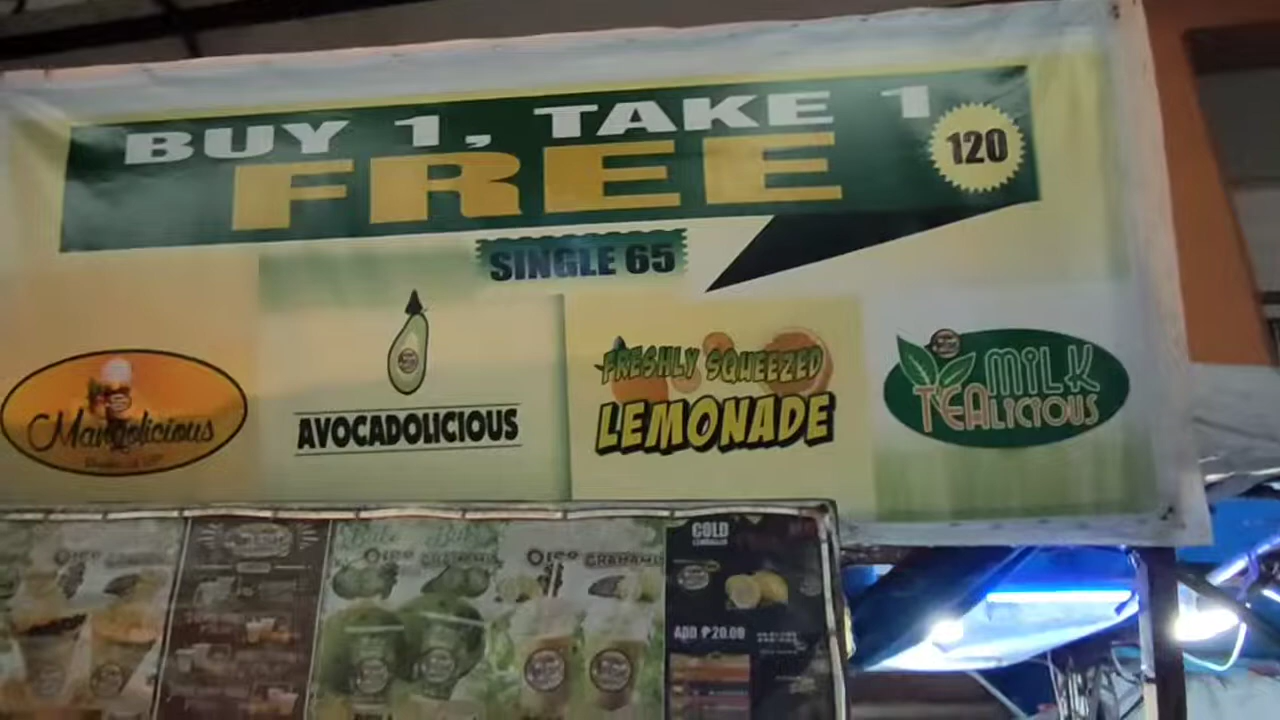 BUY 1, TAKE 1
FREE
120
SINGLE 65
Mangolicious
AVOCADOLICIOUS
FRESHLY SQUEEZED
LEMONADE
MILK
TEALICIOUS
COLD
ADD ₱20.00